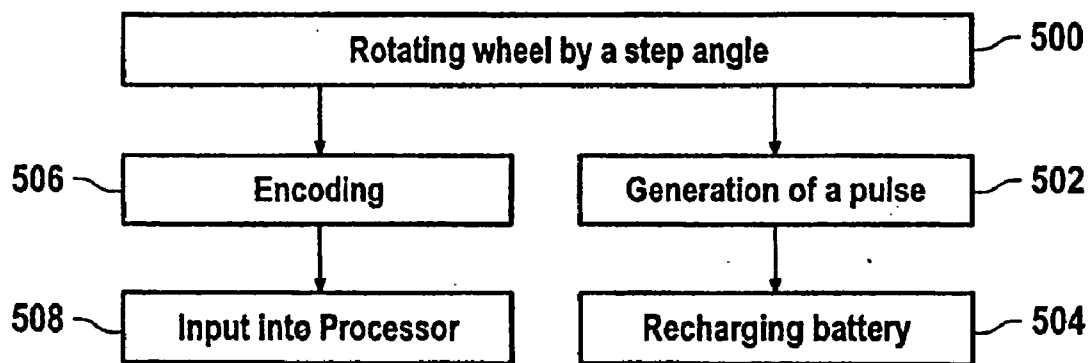 Rotating wheel by a step angle 500
506 Encoding
Generation of a pulse 502
508 Input into Processor
Recharging battery 504